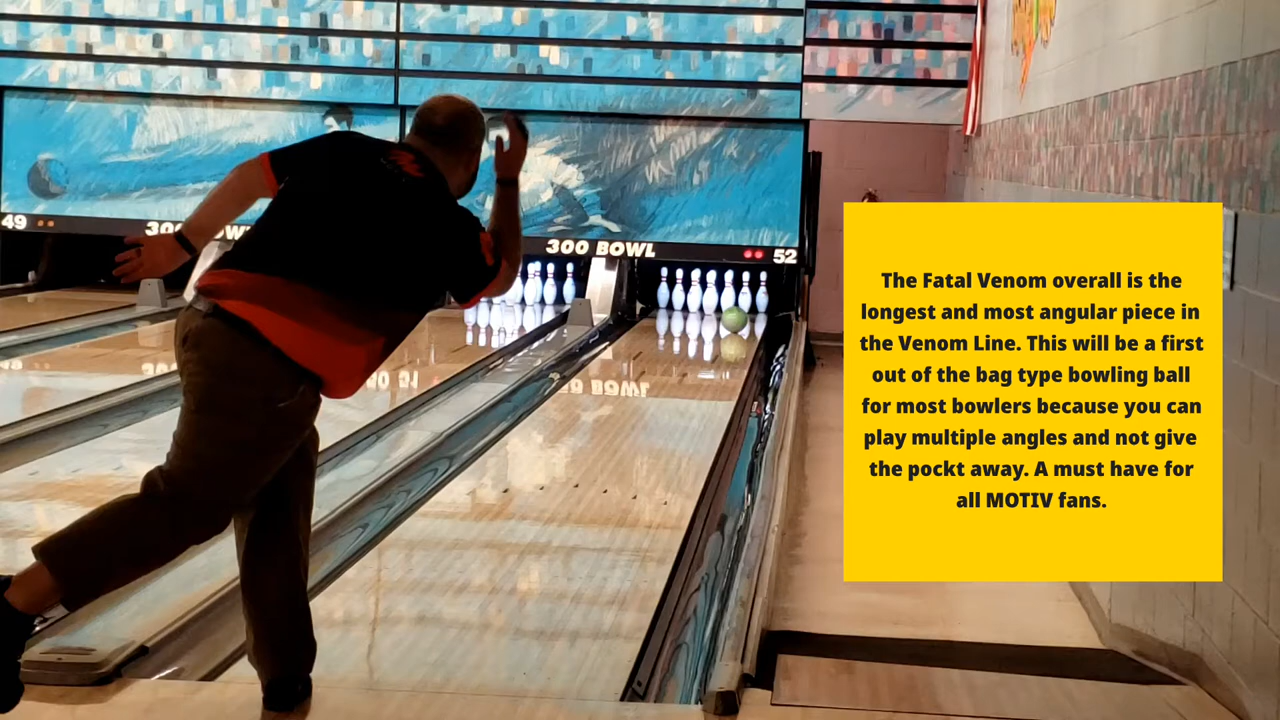 49
300 BOWL
300 BOWL
52
51
The Fatal Venom overall is the
longest and most angular piece in
the Venom Line. This will be a first
out of the bag type bowling ball
for most bowlers because you can
play multiple angles and not give
the pockt away. A must have for
all MOTIV fans.